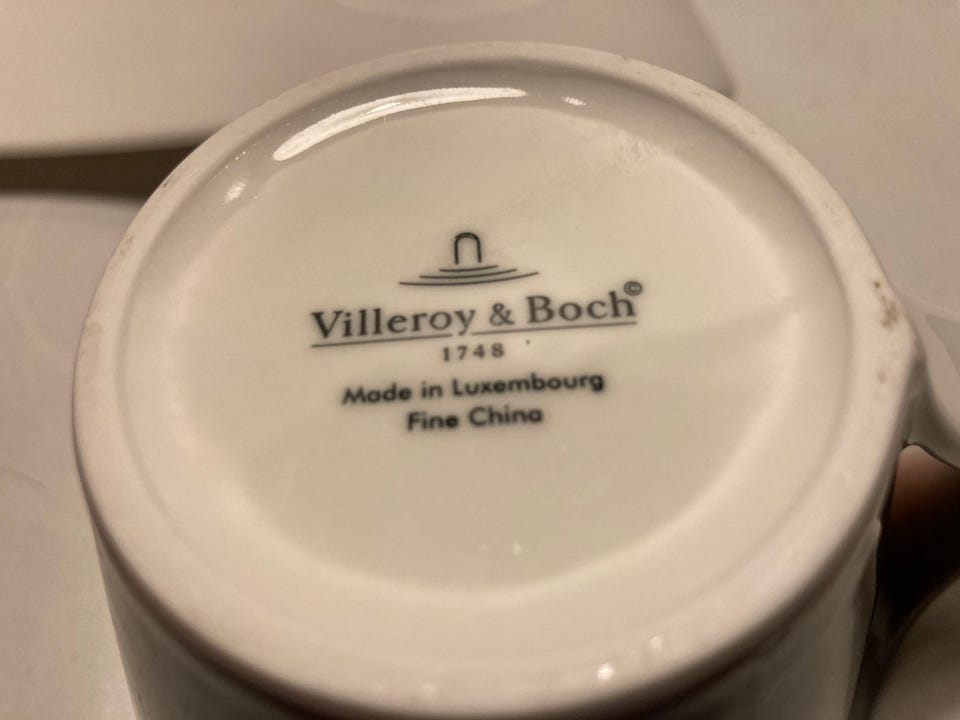 Villeroy & Boch©
1748
Made in Luxembourg
Fine China